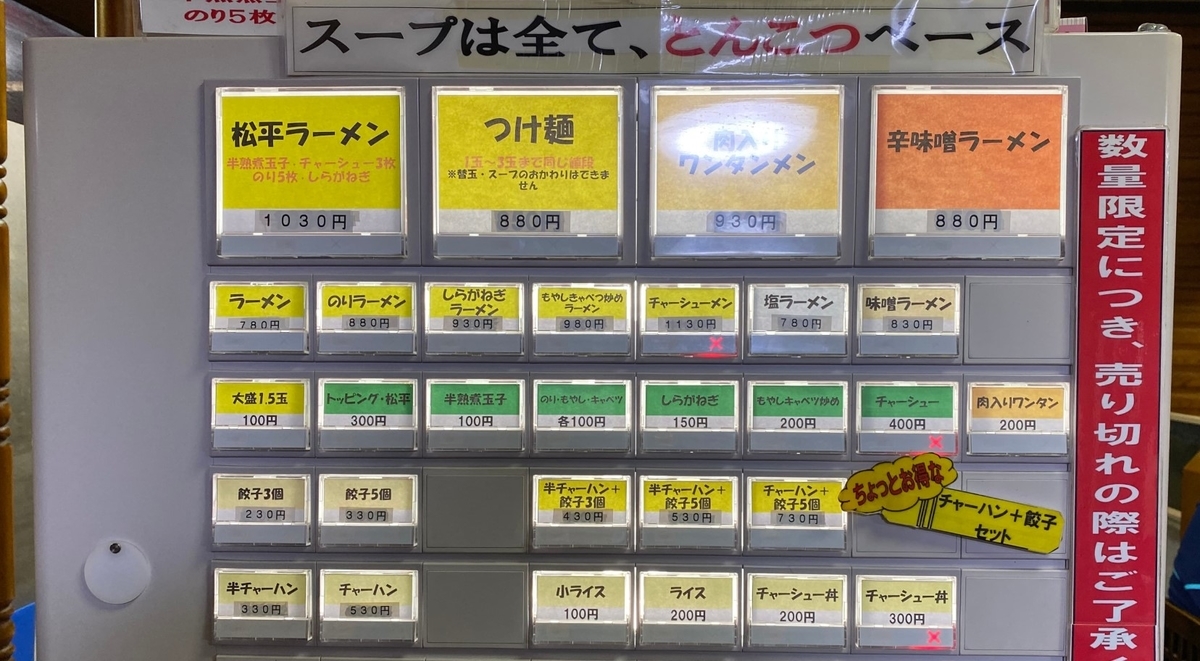 のり5枚
スープは全て、とんこつベース
松平ラーメン
半熟煮玉子・チャーシュー3枚
のり5枚・しらがねぎ
1030円
つけ麺
1玉～3玉まで同じ値段
※替玉・スープのおかわりはできま
せん
880円
肉入り
ワンタンメン
930円
辛味噌ラーメン
880円
ラーメン
780円
のりラーメン
880円
しらがねぎ
ラーメン
930円
もやしきゃべつ炒め
ラーメン
980円
チャーシューメン
1130円
塩ラーメン
780円
味噌ラーメン
830円
大盛1.5玉
100円
トッピング・松平
300円
半熟煮玉子
100円
のり・もやし・キャベツ
各100円
しらがねぎ
150円
もやしキャベツ炒め
200円
チャーシュー
400円
肉入りワンタン
200円
餃子3個
230円
餃子5個
330円
半チャーハン+
餃子3個
430円
半チャーハン+
餃子5個
530円
チャーハン+
餃子5個
730円
ちょっとお得な
チャーハン+餃子
セット
半チャーハン
330円
チャーハン
530円
小ライス
100円
ライス
200円
チャーシュー丼
200円
チャーシュー丼
300円
数量限定につき、売り切れの際はご了承